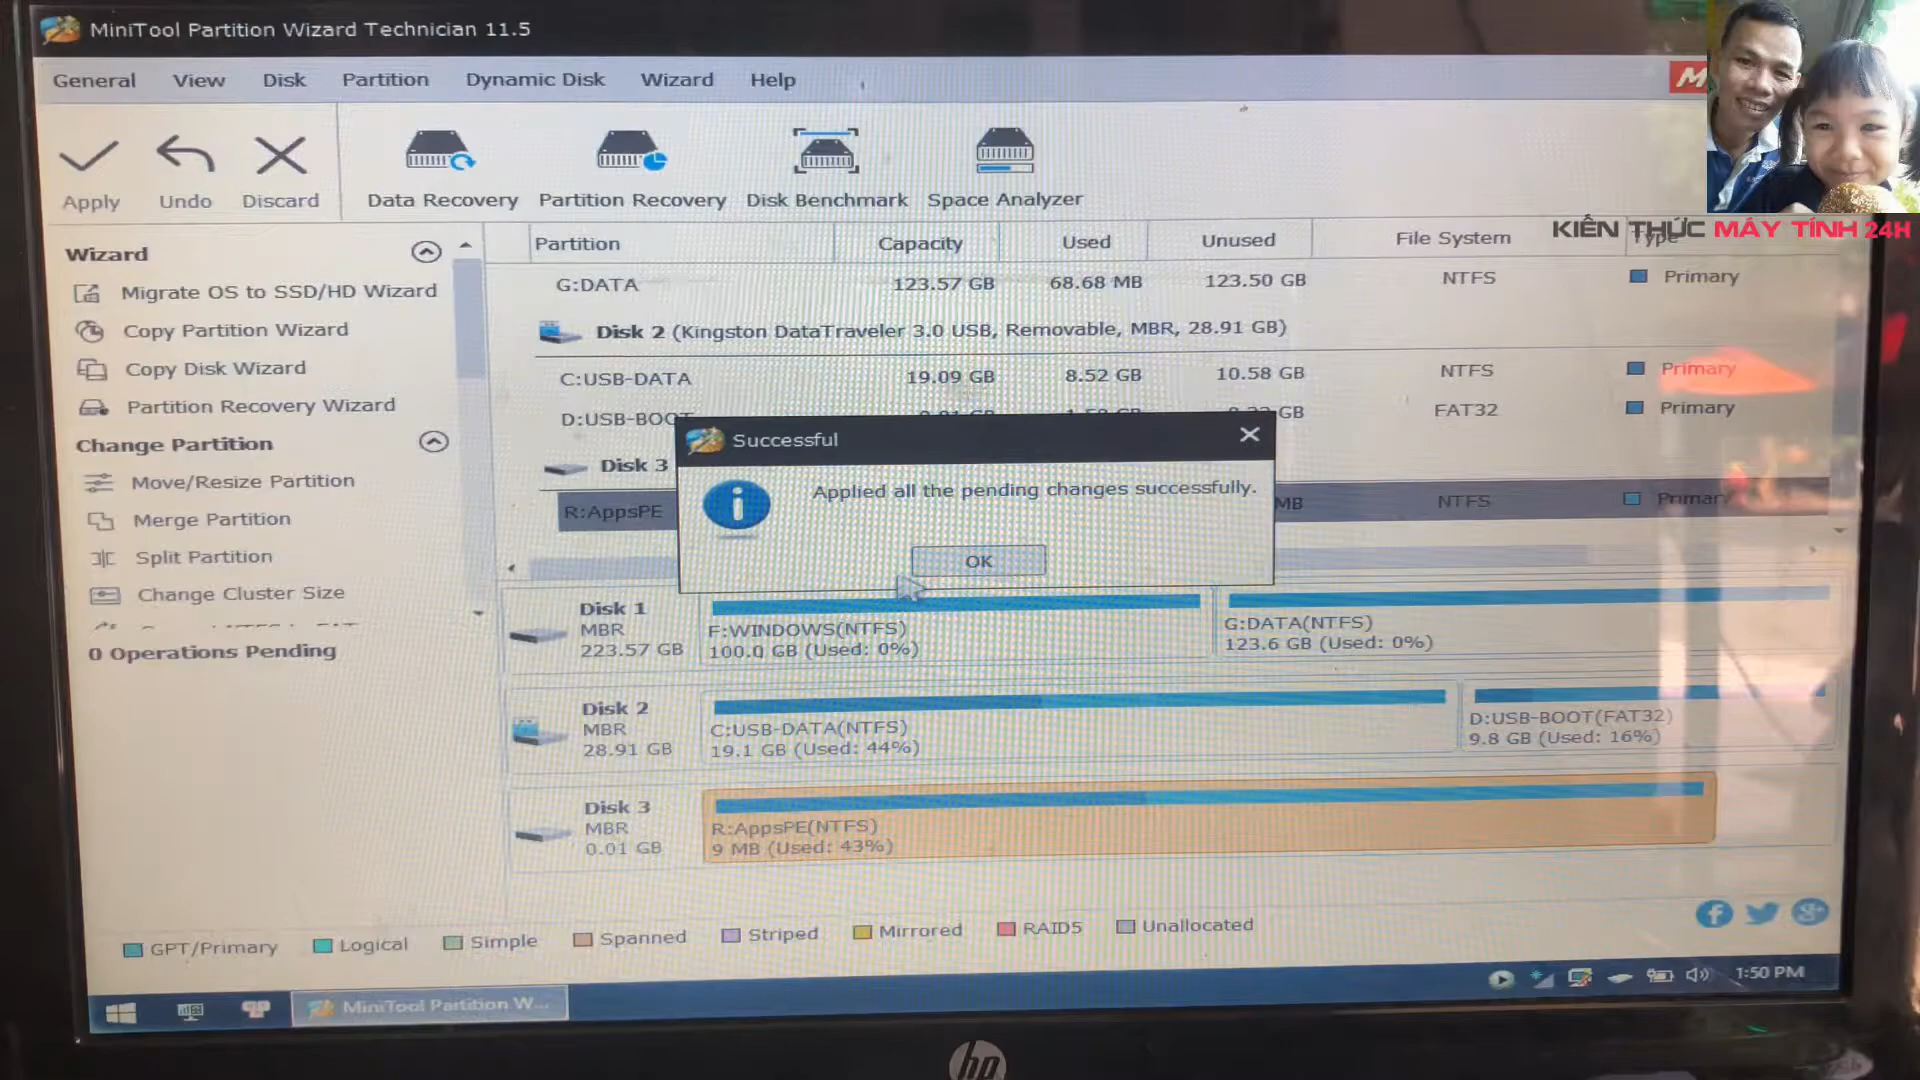 MiniTool Partition Wizard Technician 11.5
General View Disk Partition Dynamic Disk Wizard Help
M
Apply Undo Discard Data Recovery Partition Recovery Disk Benchmark Space Analyzer
KIẾN THỨC MÁY TÍNH 24H
Partition Capacity Used Unused File System Type
G:DATA 123.57 GB 68.68 MB 123.50 GB NTFS Primary
Disk 2 (Kingston DataTraveler 3.0 USB, Removable, MBR, 28.91 GB)
C:USB-DATA 19.09 GB 8.52 GB 10.58 GB NTFS Primary
D:USB-BOOT GB FAT32 Primary
Disk 3
R:AppsPE MB NTFS Primary
Wizard
Migrate OS to SSD/HD Wizard
Copy Partition Wizard
Copy Disk Wizard
Partition Recovery Wizard
Change Partition
Move/Resize Partition
Merge Partition
Split Partition
Change Cluster Size
0 Operations Pending
Successful
Applied all the pending changes successfully.
OK
Disk 1
MBR
223.57 GB
F:WINDOWS(NTFS)
100.0 GB (Used: 0%)
G:DATA(NTFS)
123.6 GB (Used: 0%)
Disk 2
MBR
28.91 GB
C:USB-DATA(NTFS)
19.1 GB (Used: 44%)
D:USB-BOOT(FAT32)
9.8 GB (Used: 16%)
Disk 3
MBR
0.01 GB
R:AppsPE(NTFS)
9 MB (Used: 43%)
GPT/Primary Logical Simple Spanned Striped Mirrored RAID5 Unallocated
MiniTool Partition W...
1:50 PM
hp